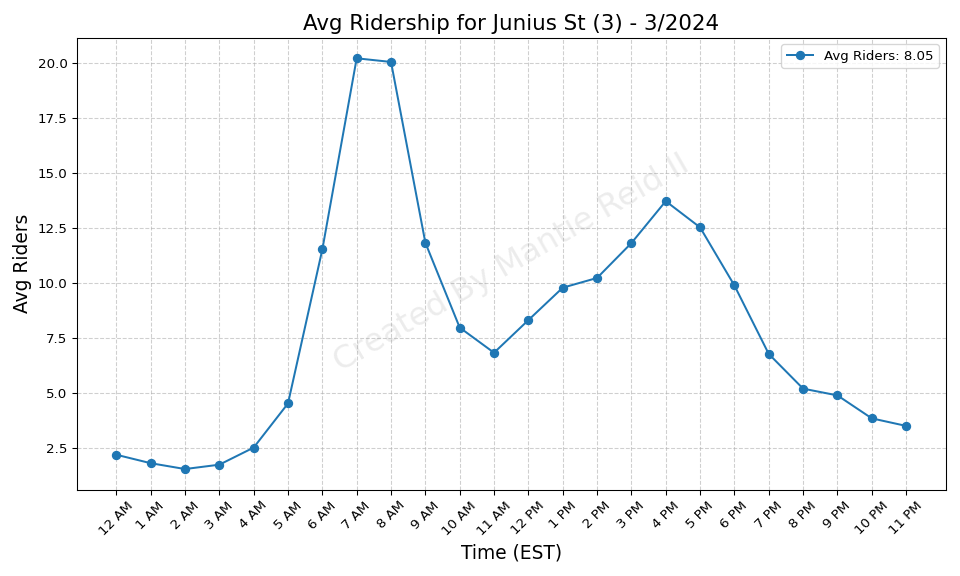 Avg Ridership for Junius St (3) - 3/2024
Avg Riders: 8.05
Avg Riders
20.0
17.5
15.0
12.5
10.0
7.5
5.0
2.5
Created By Mantie Reid II
12 AM
1 AM
2 AM
3 AM
4 AM
5 AM
6 AM
7 AM
8 AM
9 AM
10 AM
11 AM
12 PM
1 PM
2 PM
3 PM
4 PM
5 PM
6 PM
7 PM
8 PM
9 PM
10 PM
11 PM
Time (EST)